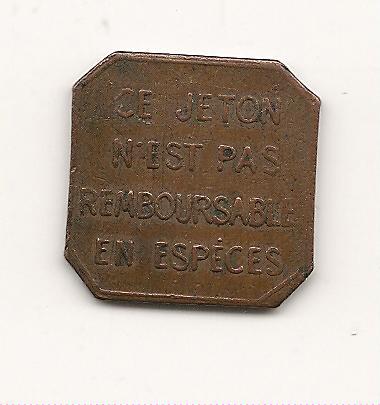 CE JETON
N'EST PAS
REMBOURSABLE
EN ESPÈCES